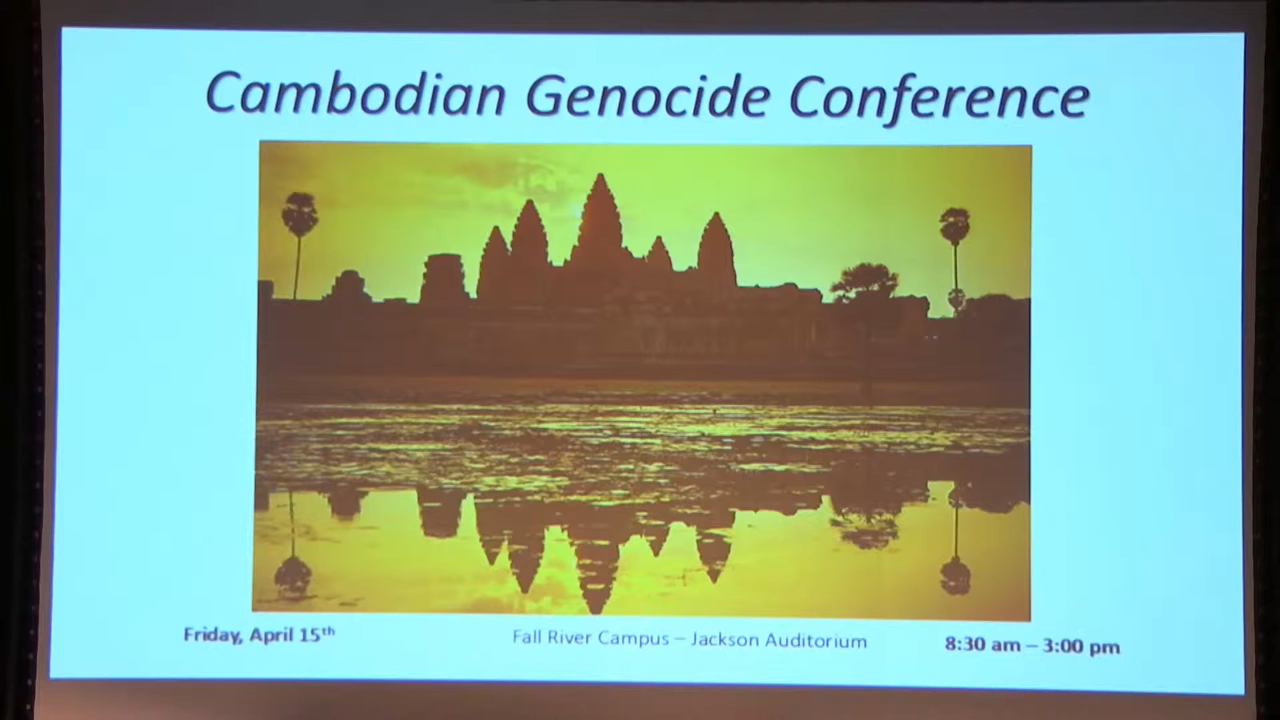 Cambodian Genocide Conference
Friday, April 15th
Fall River Campus – Jackson Auditorium
8:30 am – 3:00 pm